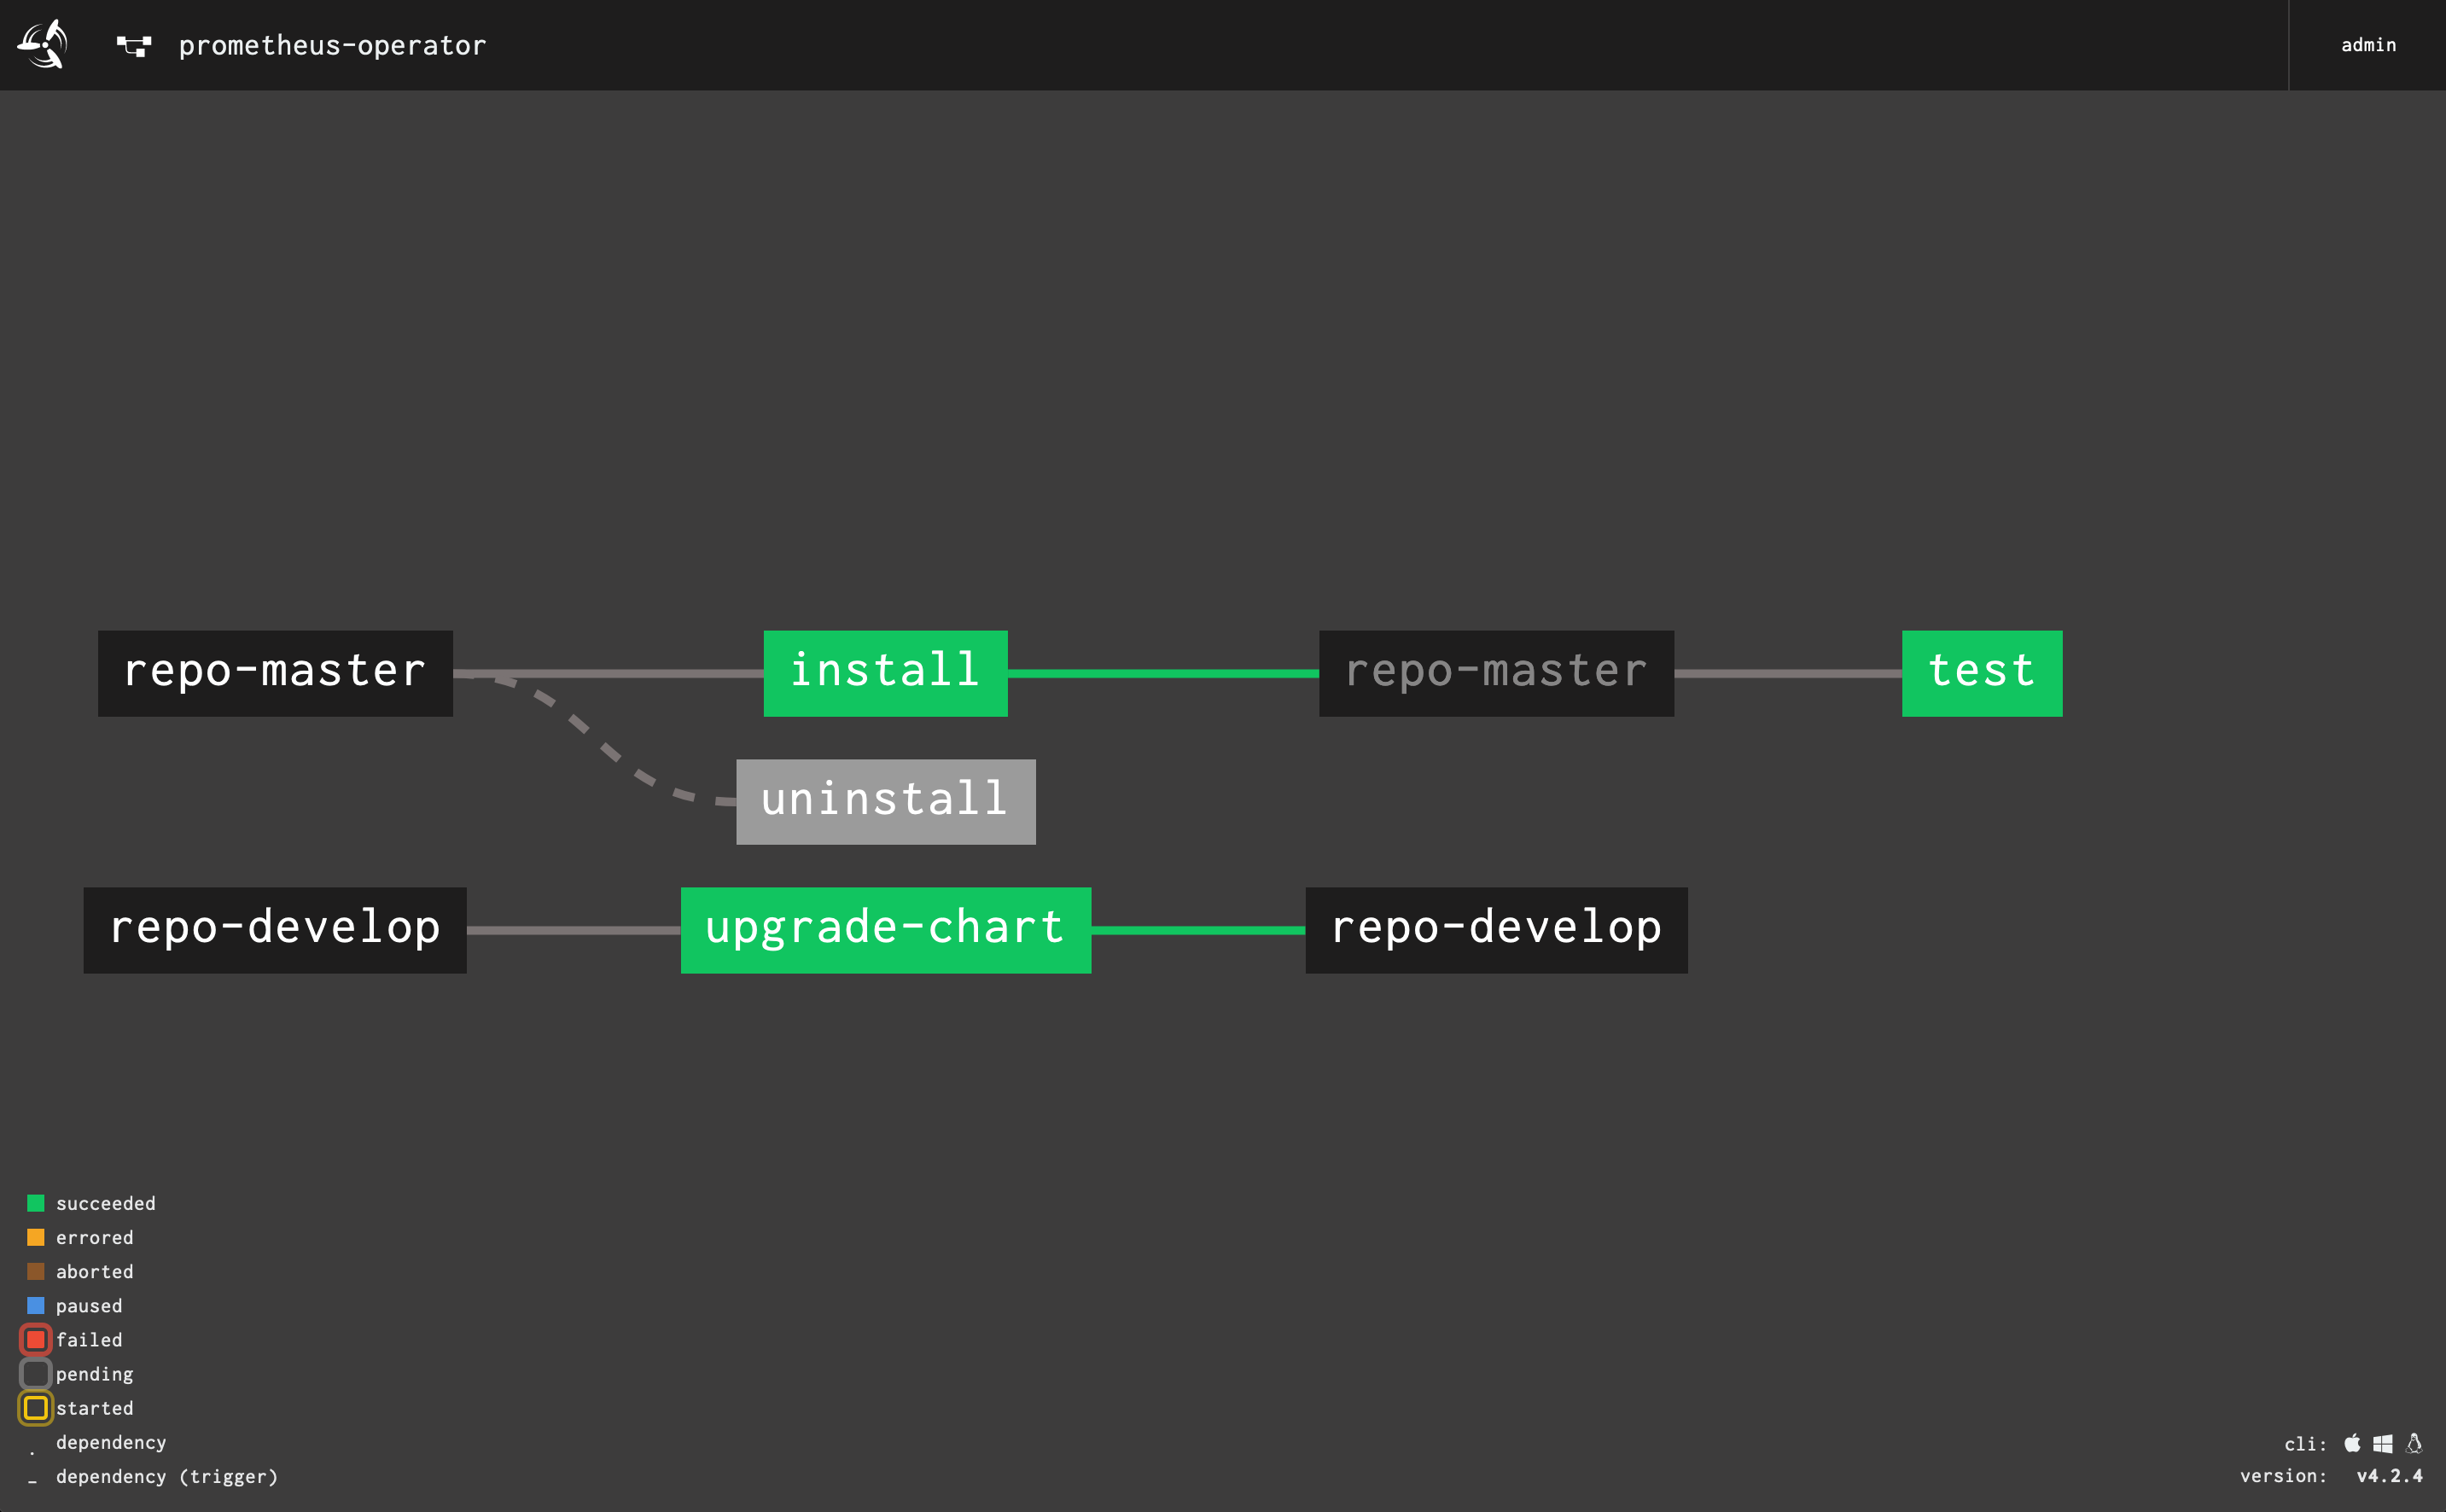 prometheus-operator
admin
repo-master
install
repo-master
test
uninstall
repo-develop
upgrade-chart
repo-develop
succeeded
errored
aborted
paused
failed
pending
started
. dependency
– dependency (trigger)
cli:
version: v4.2.4